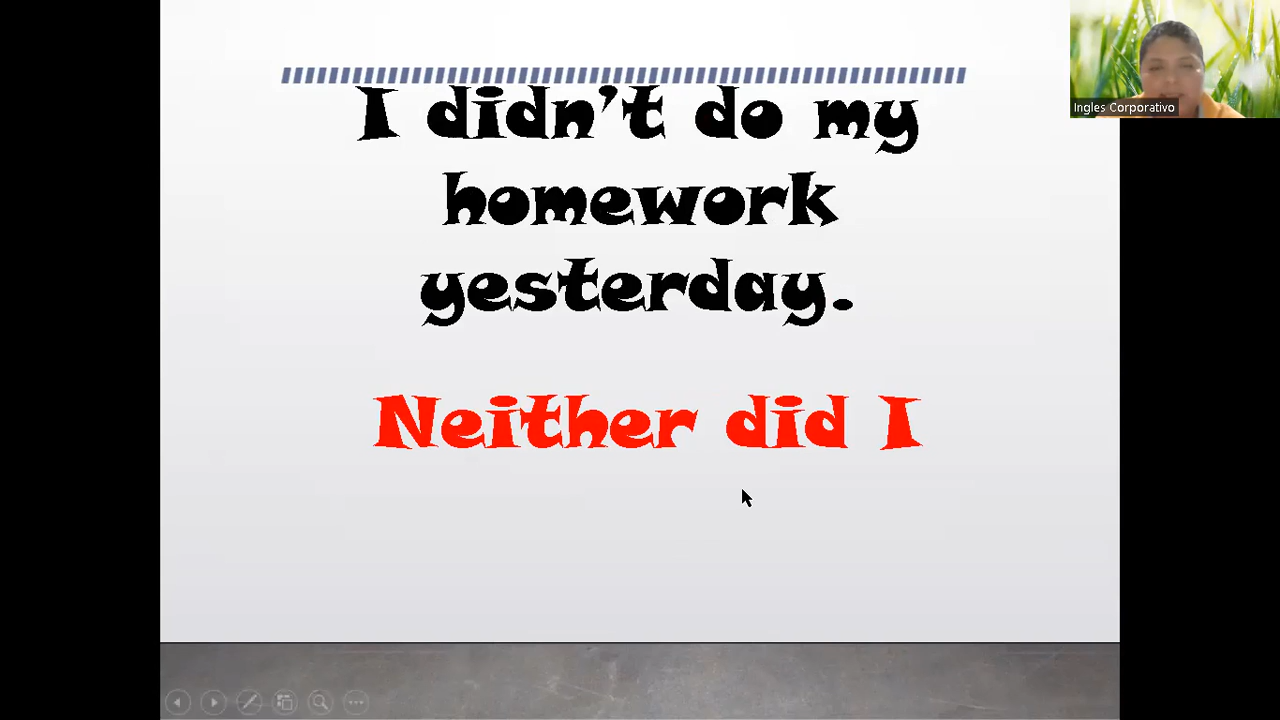 I didn't do my
homework
yesterday.
Neither did I
Ingles Corporativo